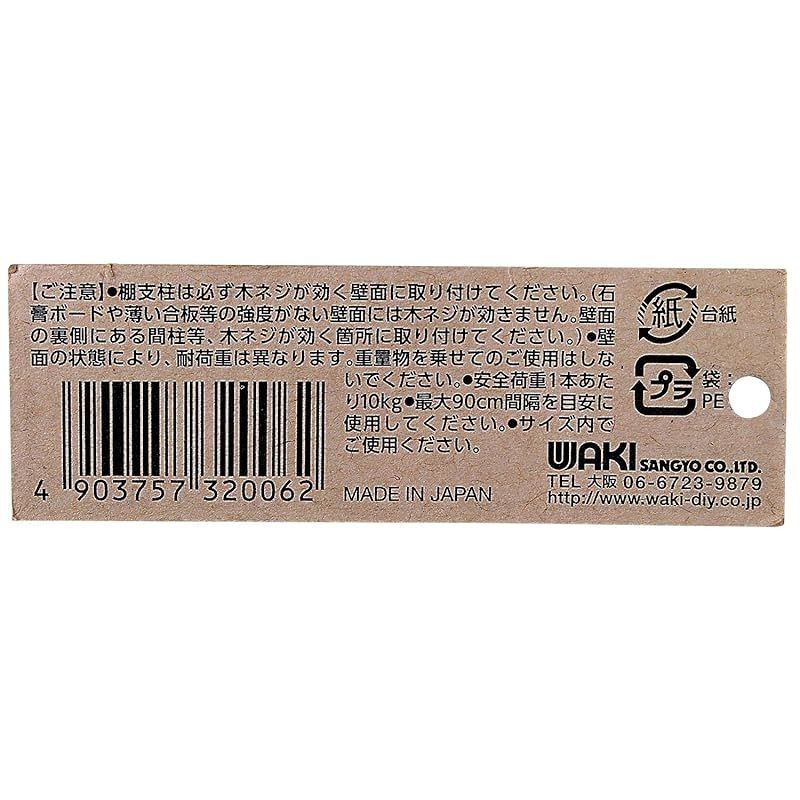 【ご注意】●棚支柱は必ず木ネジが効く壁面に取り付けてください。(石
膏ボードや薄い合板等の強度がない壁面には木ネジが効きません。壁面
の裏側にある間柱等、木ネジが効く箇所に取り付けてください。)●壁
面の状態により、耐荷重は異なります。重量物を乗せてのご使用はしな
いでください。●安全荷重1本あた
り10kg●最大90cm間隔を目安に
使用してください。●サイズ内で
ご使用ください。
4 903757 320062
MADE IN JAPAN
紙 台紙
プラ 袋:
PE
WAKI SANGYO CO.,LTD.
TEL 大阪 06-6723-9879
http://www.waki-diy.co.jp